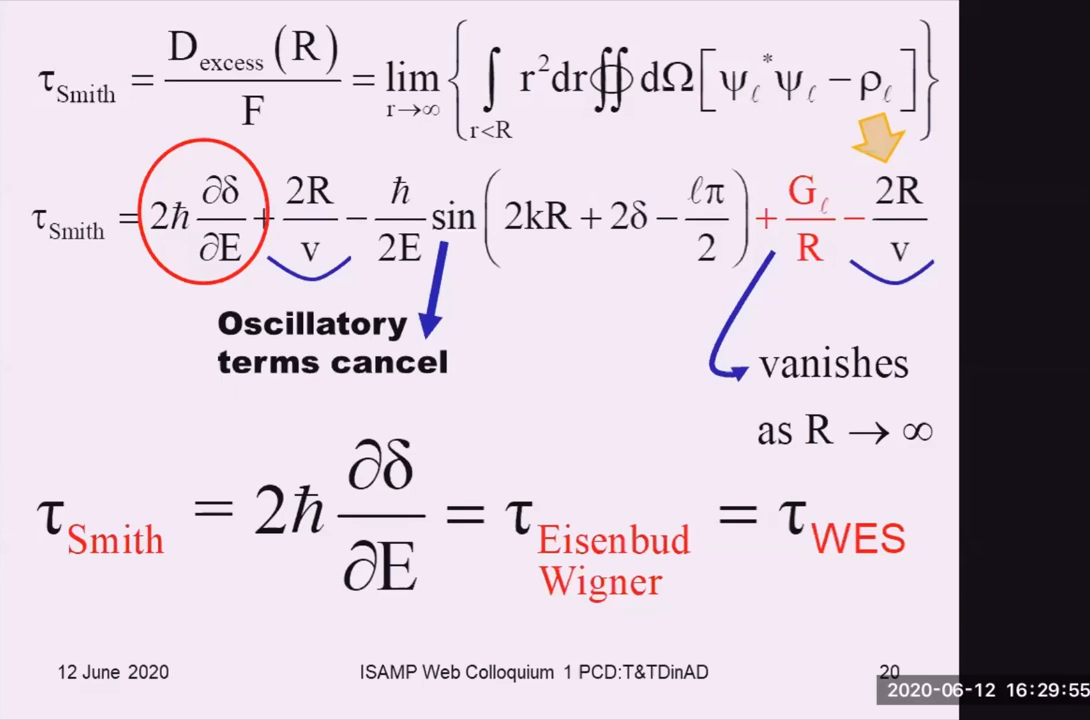 τ_Smith = D_excess(R) / F = lim_{r→∞} { ∫_{r<R} r²dr ∯ dΩ [ψ_ℓ* ψ_ℓ − ρ_ℓ] }
τ_Smith = 2ℏ ∂δ/∂E + 2R/v − ℏ/2E sin(2kR + 2δ − ℓπ/2) + G_ℓ/R − 2R/v
Oscillatory
terms cancel
vanishes
as R → ∞
τ_Smith = 2ℏ ∂δ/∂E = τ_Eisenbud Wigner = τ_WES
12 June 2020 ISAMP Web Colloquium 1 PCD:T&TDinAD 20
2020-06-12 16:29:55